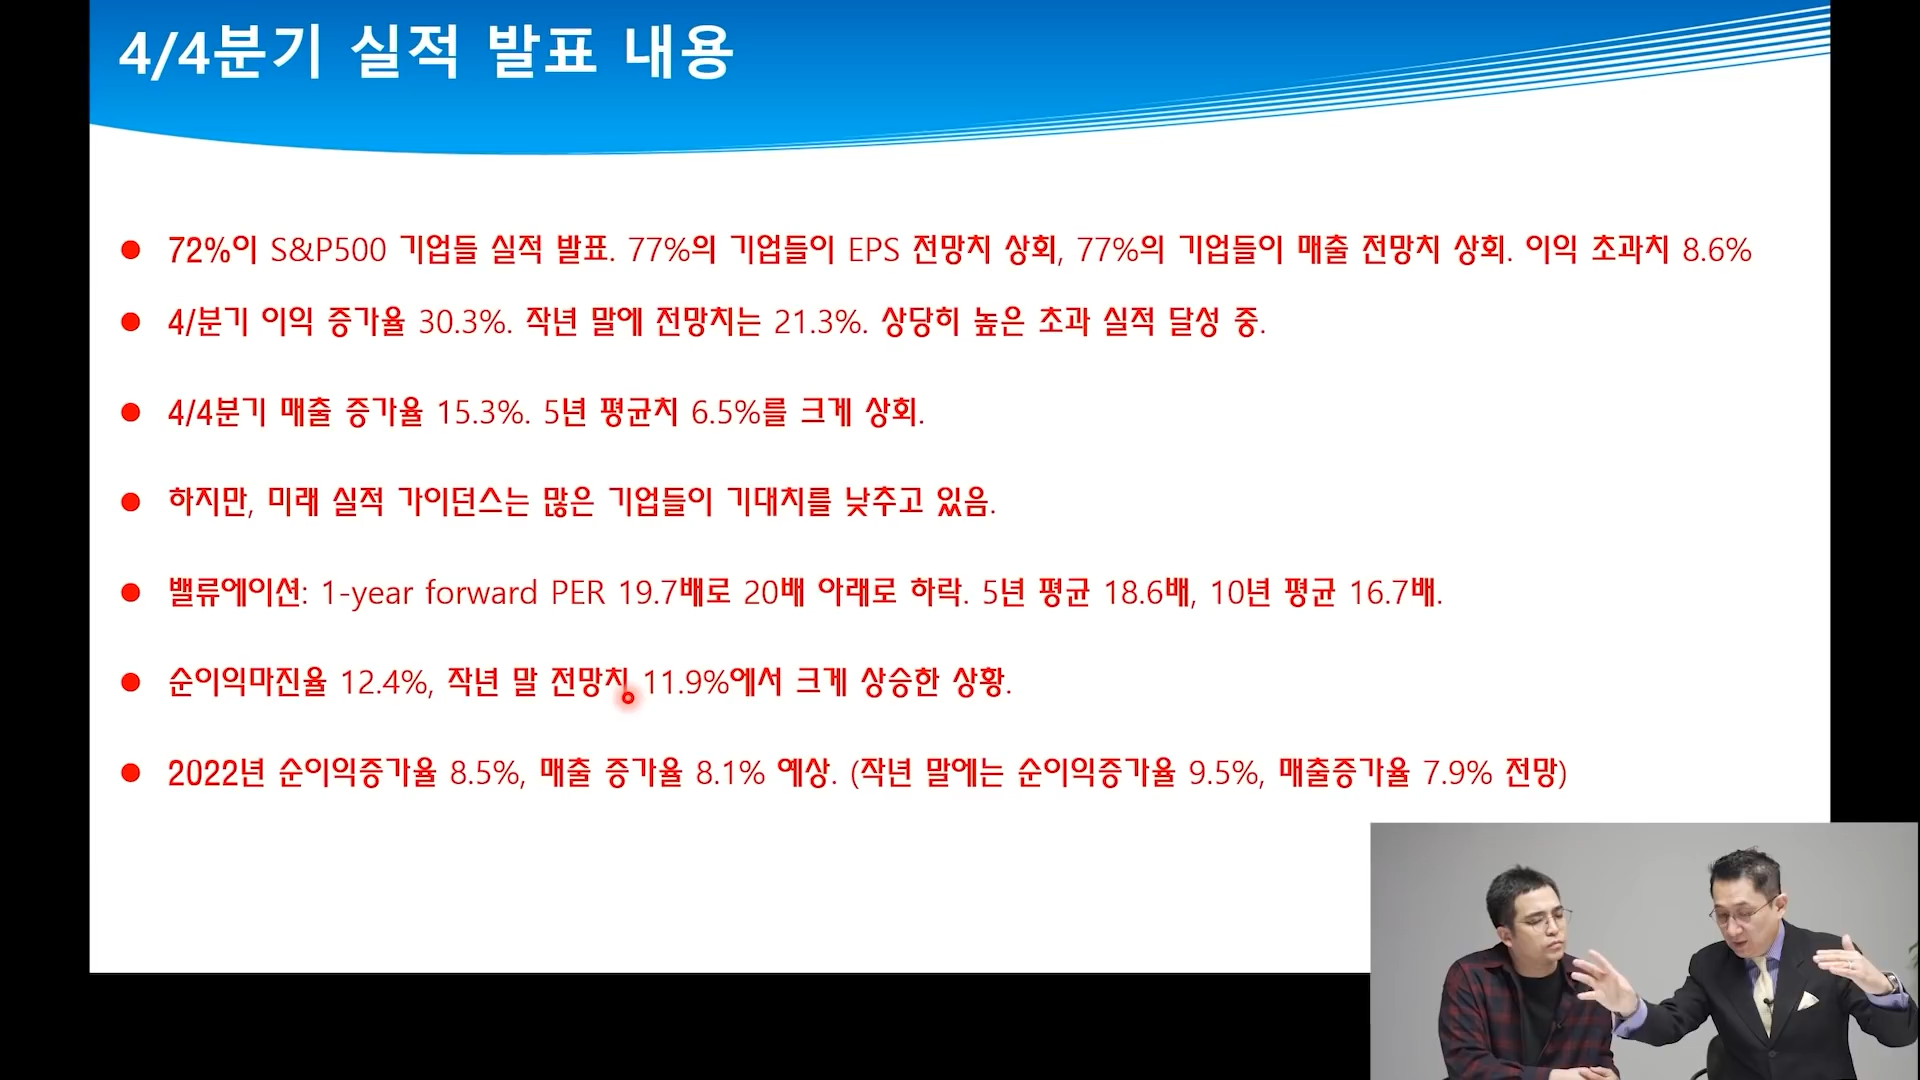 4/4분기 실적 발표 내용
72%이 S&P500 기업들 실적 발표. 77%의 기업들이 EPS 전망치 상회, 77%의 기업들이 매출 전망치 상회. 이익 초과치 8.6%
4/분기 이익 증가율 30.3%. 작년 말에 전망치는 21.3%. 상당히 높은 초과 실적 달성 중.
4/4분기 매출 증가율 15.3%. 5년 평균치 6.5%를 크게 상회.
하지만, 미래 실적 가이던스는 많은 기업들이 기대치를 낮추고 있음.
밸류에이션: 1-year forward PER 19.7배로 20배 아래로 하락. 5년 평균 18.6배, 10년 평균 16.7배.
순이익마진율 12.4%, 작년 말 전망치 11.9%에서 크게 상승한 상황.
2022년 순이익증가율 8.5%, 매출 증가율 8.1% 예상. (작년 말에는 순이익증가율 9.5%, 매출증가율 7.9% 전망)